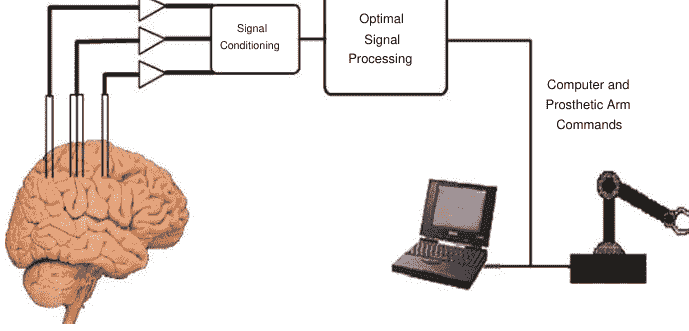 Signal
Conditioning
Optimal
Signal
Processing
Computer and
Prosthetic Arm
Commands